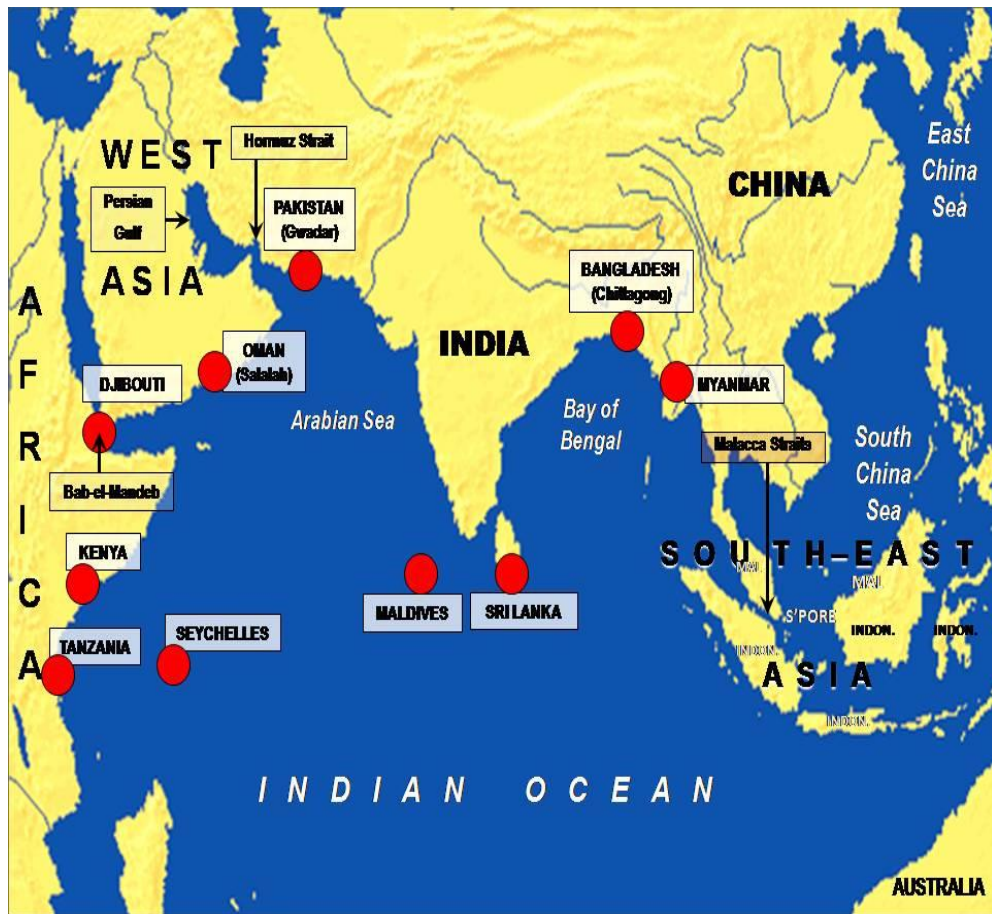 WEST
Hormuz Strait
East
China
Sea
CHINA
Persian
Gulf
PAKISTAN
(Gwadar)
ASIA
BANGLADESH
(Chittagong)
AFRICA
INDIA
OMAN
(Salalah)
DJIBOUTI
MYANMAR
Arabian Sea
Bay of
Bengal
Malacca Straits
South
China
Sea
Bab-el-Mandeb
KENYA
SOUTH-EAST
MAL.
MAL.
MALDIVES
SRI LANKA
S'PORE
SEYCHELLES
TANZANIA
INDON.
INDON.
INDON.
ASIA
INDON.
INDIAN OCEAN
AUSTRALIA